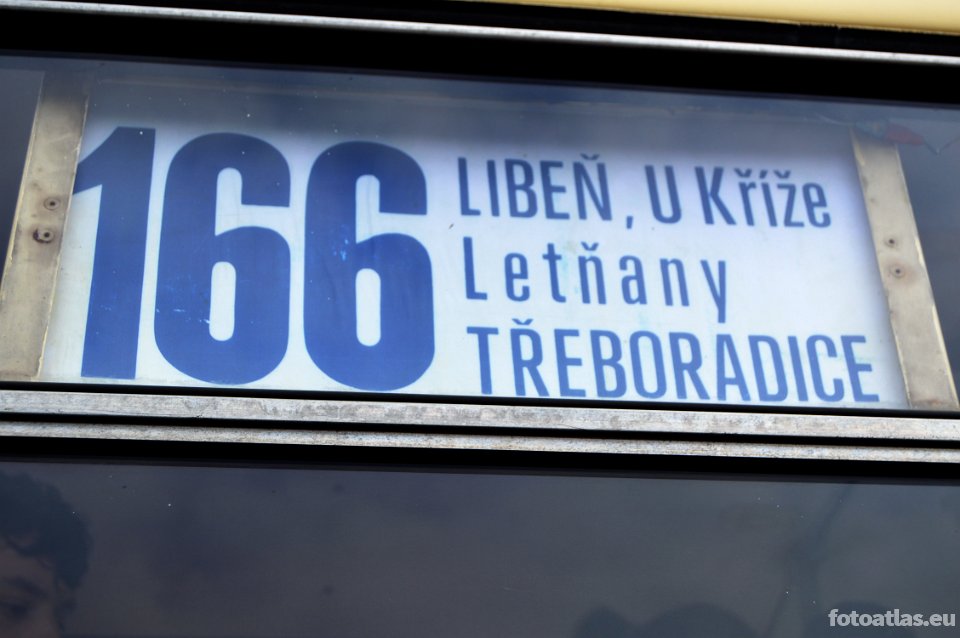 166
LIBEŇ, U Kříže
Letňany
TŘEBORADICE
fotoatlas.eu